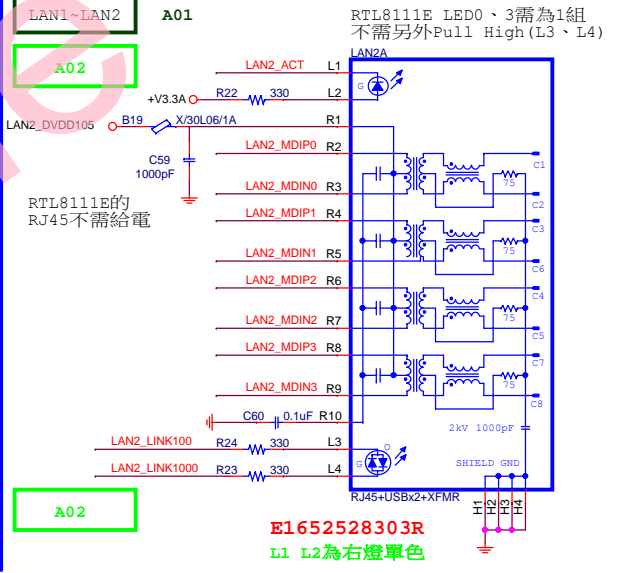 LAN1~LAN2
A01
RTL8111E LED0、3需為1組
不需另外Pull High(L3、L4)
A02
LAN2A
LAN2_ACT L1
G
+V3.3A R22 330 L2
LAN2_DVDD105 B19 X/30L06/1A R1
C59
1000pF
LAN2_MDIP0 R2
C1
75
LAN2_MDIN0 R3
C2
RTL8111E的
RJ45不需給電
LAN2_MDIP1 R4
C3
75
LAN2_MDIN1 R5
C6
LAN2_MDIP2 R6
C4
75
LAN2_MDIN2 R7
C5
LAN2_MDIP3 R8
C7
75
LAN2_MDIN3 R9
C8
C60 0.1uF R10
2kV 1000pF
LAN2_LINK100 R24 330 L3
O
G
SHIELD GND
LAN2_LINK1000 R23 330 L4
RJ45+USBx2+XFMR
H1
H2
H3
H4
A02
E1652528303R
L1 L2為右燈單色